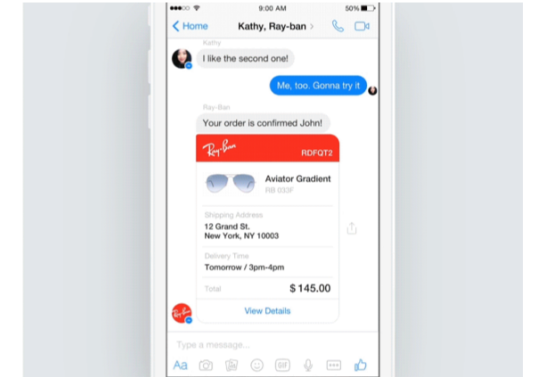 9:00 AM
50%
Home
Kathy, Ray-ban
Kathy
I like the second one!
Me, too. Gonna try it
Ray-Ban
Your order is confirmed John!
Ray-Ban
RDFQT2
Aviator Gradient
Shipping Address
12 Grand St.
New York, NY 10003
Delivery Time
Tomorrow / 3pm-4pm
Total
$ 145.00
View Details
Ray-Ban
Type a message...
Aa
GIF